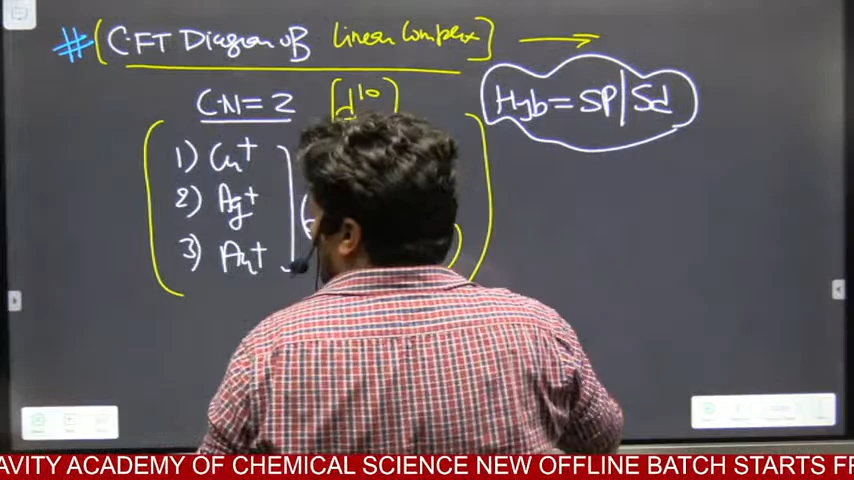 # (CFT Diagram of Linear Complex] →
C·N = 2 [d¹⁰]
Hyb = SP | Sd
1) Cu⁺
2) Ag⁺
3) Au⁺
AVITY ACADEMY OF CHEMICAL SCIENCE NEW OFFLINE BATCH STARTS FR